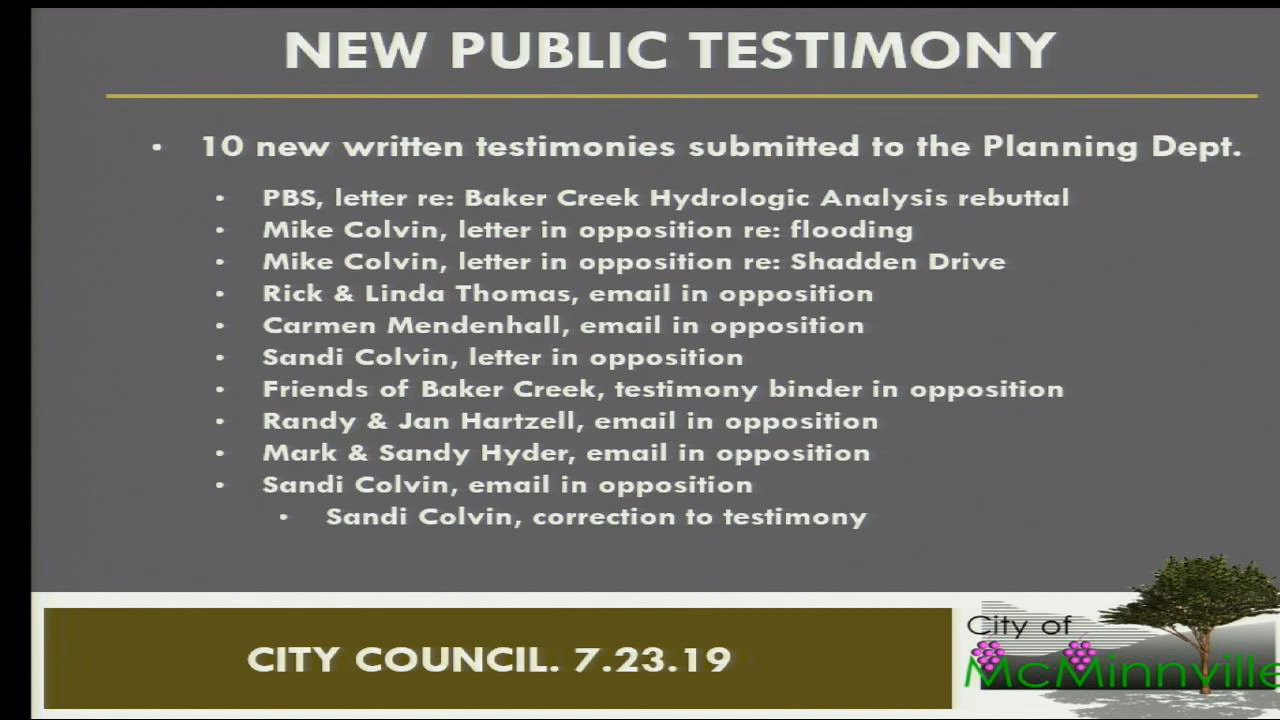 NEW PUBLIC TESTIMONY
• 10 new written testimonies submitted to the Planning Dept.
• PBS, letter re: Baker Creek Hydrologic Analysis rebuttal
• Mike Colvin, letter in opposition re: flooding
• Mike Colvin, letter in opposition re: Shadden Drive
• Rick & Linda Thomas, email in opposition
• Carmen Mendenhall, email in opposition
• Sandi Colvin, letter in opposition
• Friends of Baker Creek, testimony binder in opposition
• Randy & Jan Hartzell, email in opposition
• Mark & Sandy Hyder, email in opposition
• Sandi Colvin, email in opposition
• Sandi Colvin, correction to testimony
CITY COUNCIL. 7.23.19
City of
McMinnville